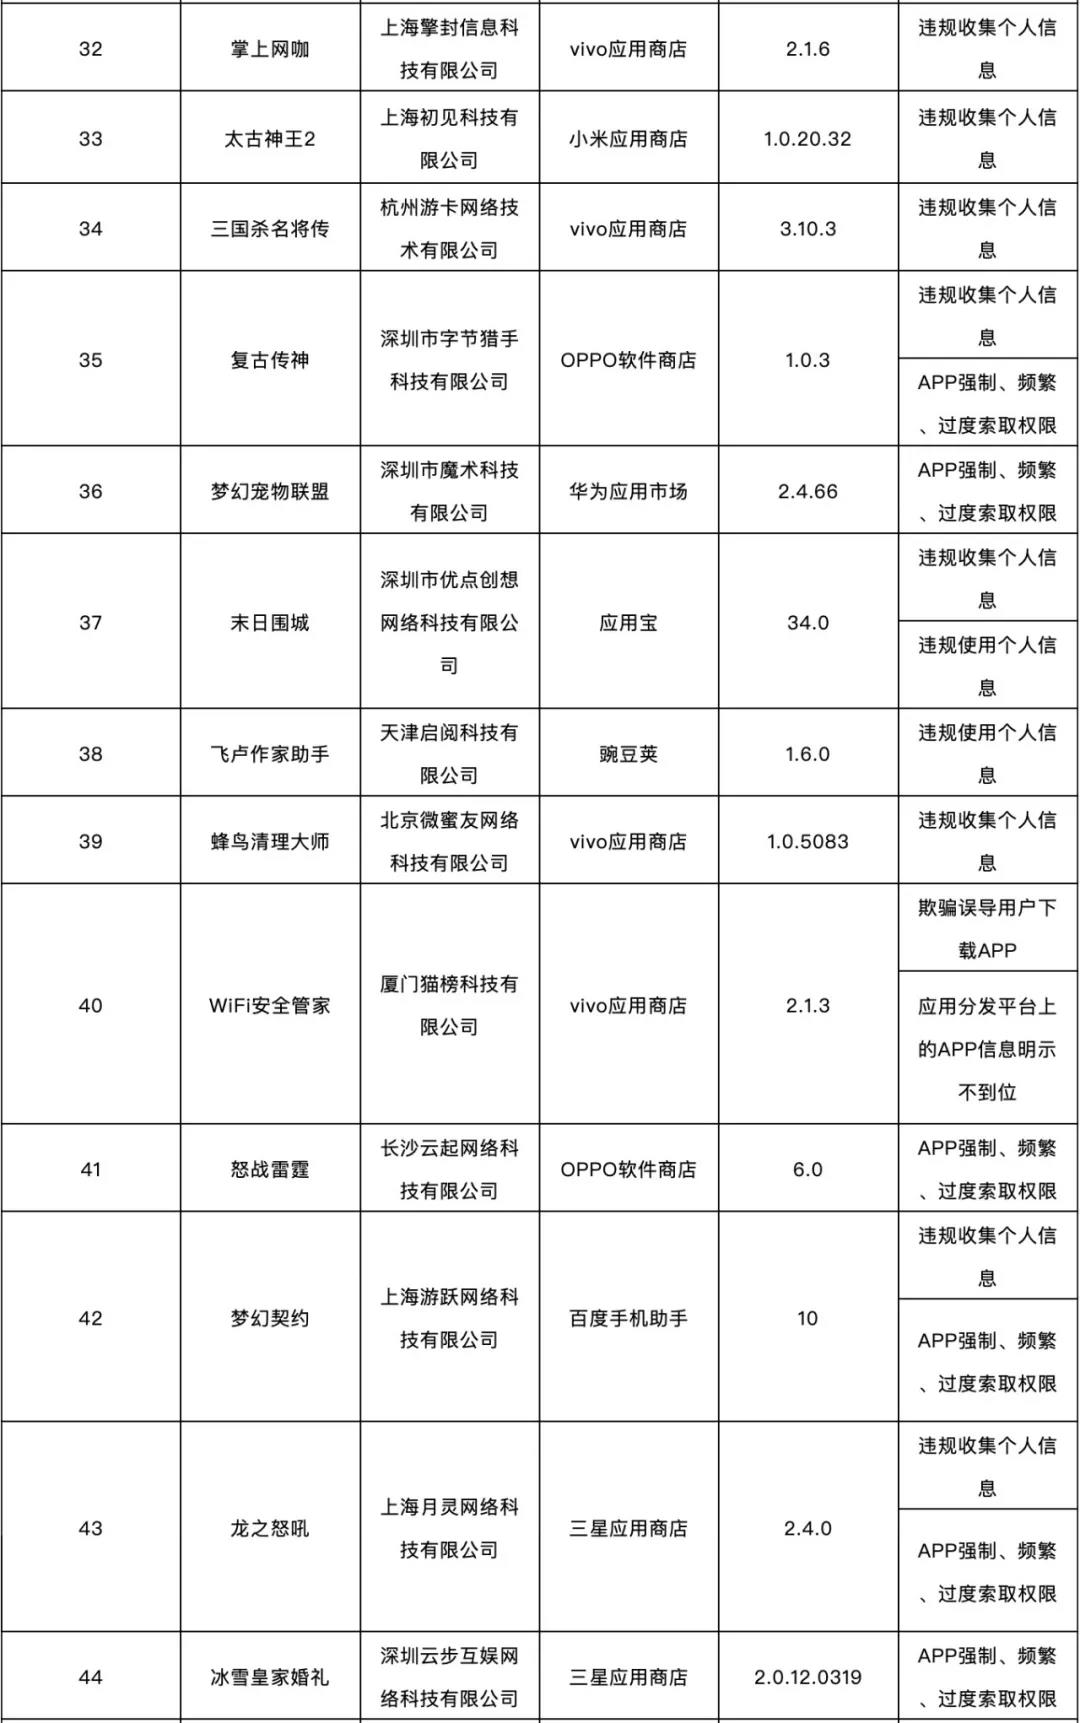 32
掌上网咖
上海擎封信息科
技有限公司
vivo应用商店
2.1.6
违规收集个人信
息
33
太古神王2
上海初见科技有
限公司
小米应用商店
1.0.20.32
违规收集个人信
息
34
三国杀名将传
杭州游卡网络技
术有限公司
vivo应用商店
3.10.3
违规收集个人信
息
35
复古传神
深圳市字节猎手
科技有限公司
OPPO软件商店
1.0.3
违规收集个人信
息
APP强制、频繁
、过度索取权限
36
梦幻宠物联盟
深圳市魔术科技
有限公司
华为应用市场
2.4.66
APP强制、频繁
、过度索取权限
37
末日围城
深圳市优点创想
网络科技有限公
司
应用宝
34.0
违规收集个人信
息
违规使用个人信
息
38
飞卢作家助手
天津启阅科技有
限公司
豌豆荚
1.6.0
违规使用个人信
息
39
蜂鸟清理大师
北京微蜜友网络
科技有限公司
vivo应用商店
1.0.5083
违规收集个人信
息
40
WiFi安全管家
厦门猫榜科技有
限公司
vivo应用商店
2.1.3
欺骗误导用户下
载APP
应用分发平台上
的APP信息明示
不到位
41
怒战雷霆
长沙云起网络科
技有限公司
OPPO软件商店
6.0
APP强制、频繁
、过度索取权限
42
梦幻契约
上海游跃网络科
技有限公司
百度手机助手
10
违规收集个人信
息
APP强制、频繁
、过度索取权限
43
龙之怒吼
上海月灵网络科
技有限公司
三星应用商店
2.4.0
违规收集个人信
息
APP强制、频繁
、过度索取权限
44
冰雪皇家婚礼
深圳云步互娱网
络科技有限公司
三星应用商店
2.0.12.0319
APP强制、频繁
、过度索取权限